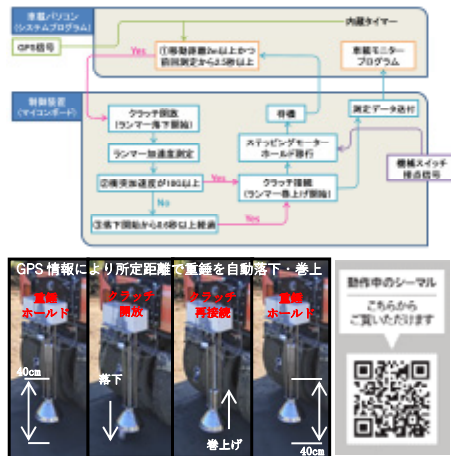 車載パソコン
(システムプログラム)
GPS信号
内蔵タイマー
Yes
①移動距離2m以上かつ
前回測定から2.5秒以上
車載モニター
プログラム
制御装置
(マイコンボード)
クラッチ開放
(ランマー落下開始)
待機
測定データ送付
ランマー加速度測定
ステッピングモーター
ホールド移行
機械スイッチ
接点信号
②衝突加速度が10G以上
Yes
クラッチ接続
(ランマー巻上げ開始)
No
③落下開始から0.6秒以上経過
Yes
GPS情報により所定距離で重錘を自動落下・巻上
重錘
ホールド
クラッチ
開放
クラッチ
再接続
重錘
ホールド
40cm
落下
巻上げ
40cm
動作中のシーマル
こちらから
ご覧いただけます